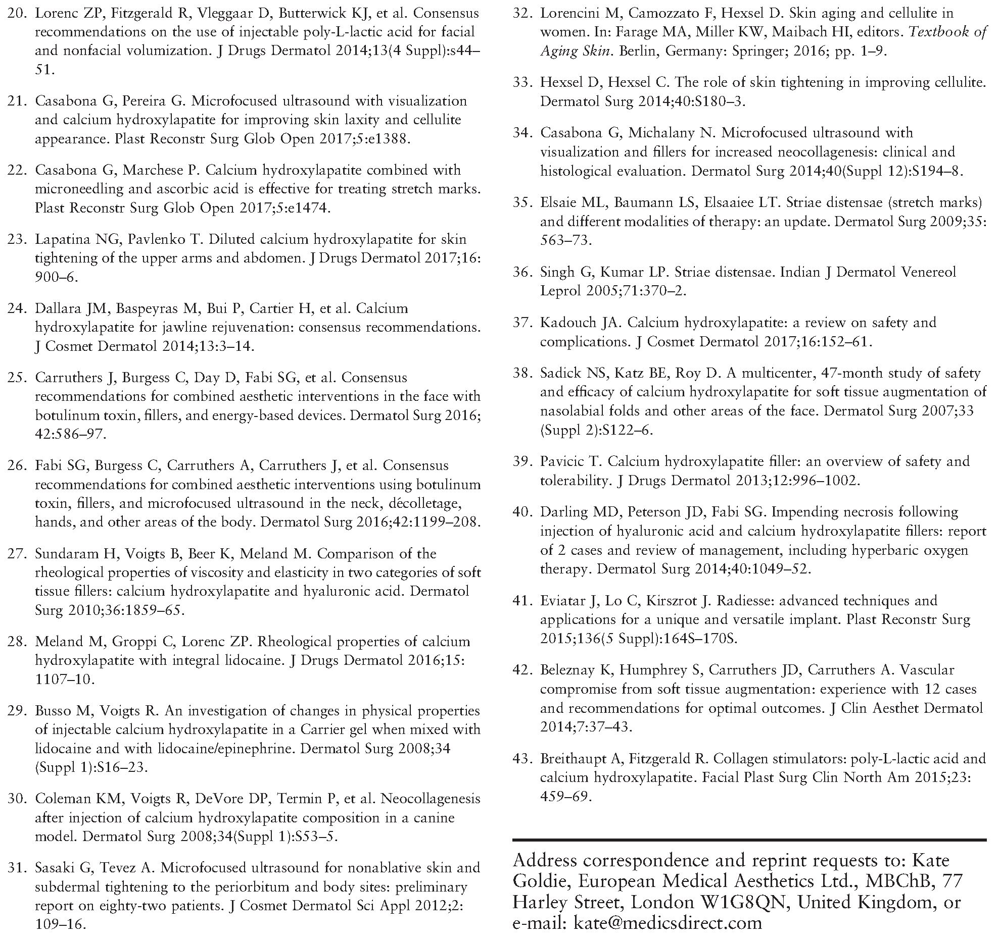 20. Lorenc ZP, Fitzgerald R, Vleggaar D, Butterwick KJ, et al. Consensus
recommendations on the use of injectable poly-L-lactic acid for facial
and nonfacial volumization. J Drugs Dermatol 2014;13(4 Suppl):s44–
51.
21. Casabona G, Pereira G. Microfocused ultrasound with visualization
and calcium hydroxylapatite for improving skin laxity and cellulite
appearance. Plast Reconstr Surg Glob Open 2017;5:e1388.
22. Casabona G, Marchese P. Calcium hydroxylapatite combined with
microneedling and ascorbic acid is effective for treating stretch marks.
Plast Reconstr Surg Glob Open 2017;5:e1474.
23. Lapatina NG, Pavlenko T. Diluted calcium hydroxylapatite for skin
tightening of the upper arms and abdomen. J Drugs Dermatol 2017;16:
900–6.
24. Dallara JM, Baspeyras M, Bui P, Cartier H, et al. Calcium
hydroxylapatite for jawline rejuvenation: consensus recommendations.
J Cosmet Dermatol 2014;13:3–14.
25. Carruthers J, Burgess C, Day D, Fabi SG, et al. Consensus
recommendations for combined aesthetic interventions in the face with
botulinum toxin, fillers, and energy-based devices. Dermatol Surg 2016;
42:586–97.
26. Fabi SG, Burgess C, Carruthers A, Carruthers J, et al. Consensus
recommendations for combined aesthetic interventions using botulinum
toxin, fillers, and microfocused ultrasound in the neck, décolletage,
hands, and other areas of the body. Dermatol Surg 2016;42:1199–208.
27. Sundaram H, Voigts B, Beer K, Meland M. Comparison of the
rheological properties of viscosity and elasticity in two categories of soft
tissue fillers: calcium hydroxylapatite and hyaluronic acid. Dermatol
Surg 2010;36:1859–65.
28. Meland M, Groppi C, Lorenc ZP. Rheological properties of calcium
hydroxylapatite with integral lidocaine. J Drugs Dermatol 2016;15:
1107–10.
29. Busso M, Voigts R. An investigation of changes in physical properties
of injectable calcium hydroxylapatite in a Carrier gel when mixed with
lidocaine and with lidocaine/epinephrine. Dermatol Surg 2008;34
(Suppl 1):S16–23.
30. Coleman KM, Voigts R, DeVore DP, Termin P, et al. Neocollagenesis
after injection of calcium hydroxylapatite composition in a canine
model. Dermatol Surg 2008;34(Suppl 1):S53–5.
31. Sasaki G, Tevez A. Microfocused ultrasound for nonablative skin and
subdermal tightening to the periorbitum and body sites: preliminary
report on eighty-two patients. J Cosmet Dermatol Sci Appl 2012;2:
109–16.
32. Lorencini M, Camozzato F, Hexsel D. Skin aging and cellulite in
women. In: Farage MA, Miller KW, Maibach HI, editors. Textbook of
Aging Skin. Berlin, Germany: Springer; 2016; pp. 1–9.
33. Hexsel D, Hexsel C. The role of skin tightening in improving cellulite.
Dermatol Surg 2014;40:S180–3.
34. Casabona G, Michalany N. Microfocused ultrasound with
visualization and fillers for increased neocollagenesis: clinical and
histological evaluation. Dermatol Surg 2014;40(Suppl 12):S194–8.
35. Elsaie ML, Baumann LS, Elsaaiee LT. Striae distensae (stretch marks)
and different modalities of therapy: an update. Dermatol Surg 2009;35:
563–73.
36. Singh G, Kumar LP. Striae distensae. Indian J Dermatol Venereol
Leprol 2005;71:370–2.
37. Kadouch JA. Calcium hydroxylapatite: a review on safety and
complications. J Cosmet Dermatol 2017;16:152–61.
38. Sadick NS, Katz BE, Roy D. A multicenter, 47-month study of safety
and efficacy of calcium hydroxylapatite for soft tissue augmentation of
nasolabial folds and other areas of the face. Dermatol Surg 2007;33
(Suppl 2):S122–6.
39. Pavicic T. Calcium hydroxylapatite filler: an overview of safety and
tolerability. J Drugs Dermatol 2013;12:996–1002.
40. Darling MD, Peterson JD, Fabi SG. Impending necrosis following
injection of hyaluronic acid and calcium hydroxylapatite fillers: report
of 2 cases and review of management, including hyperbaric oxygen
therapy. Dermatol Surg 2014;40:1049–52.
41. Eviatar J, Lo C, Kirszrot J. Radiesse: advanced techniques and
applications for a unique and versatile implant. Plast Reconstr Surg
2015;136(5 Suppl):164S–170S.
42. Beleznay K, Humphrey S, Carruthers JD, Carruthers A. Vascular
compromise from soft tissue augmentation: experience with 12 cases
and recommendations for optimal outcomes. J Clin Aesthet Dermatol
2014;7:37–43.
43. Breithaupt A, Fitzgerald R. Collagen stimulators: poly-L-lactic acid and
calcium hydroxylapatite. Facial Plast Surg Clin North Am 2015;23:
459–69.
Address correspondence and reprint requests to: Kate
Goldie, European Medical Aesthetics Ltd., MBChB, 77
Harley Street, London W1G8QN, United Kingdom, or
e-mail: kate@medicsdirect.com